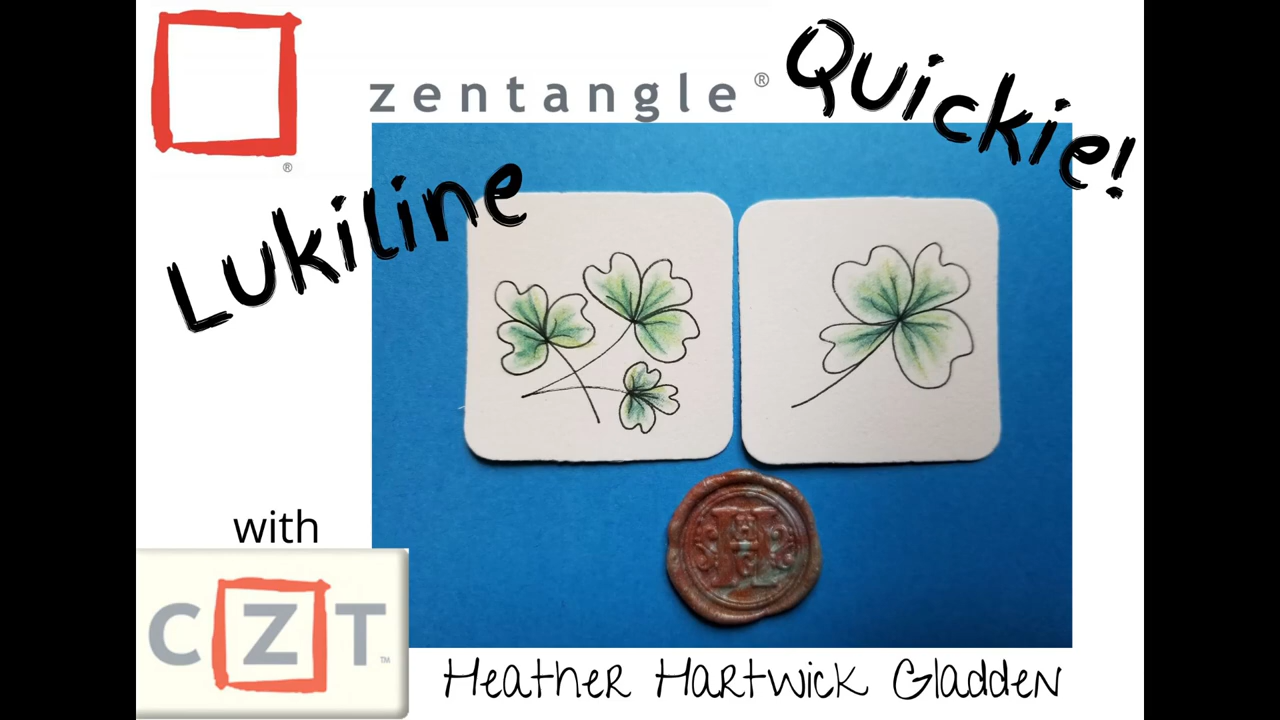 zentangle®
Quickie!
®
Lukiline
with
CZT™
H
Heather Hartwick Gladden